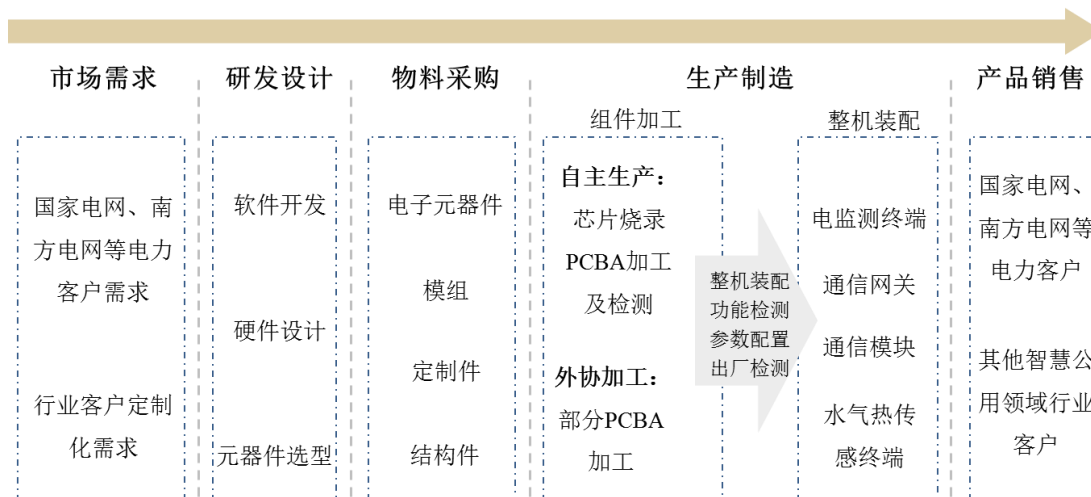 市场需求
研发设计
物料采购
生产制造
产品销售
组件加工
整机装配
国家电网、南
方电网等电力
客户需求
行业客户定制
化需求
软件开发
硬件设计
元器件选型
电子元器件
模组
定制件
结构件
自主生产：
芯片烧录
PCBA加工
及检测
外协加工：
部分PCBA
加工
整机装配
功能检测
参数配置
出厂检测
电监测终端
通信网关
通信模块
水气热传
感终端
国家电网、
南方电网等
电力客户
其他智慧公
用领域行业
客户